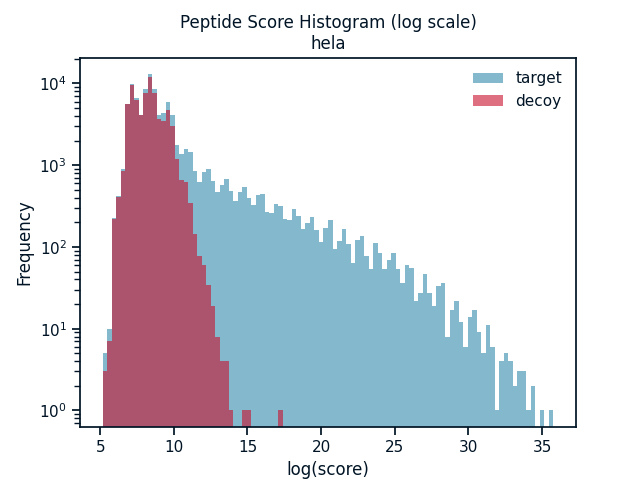 Peptide Score Histogram (log scale)
hela
target
decoy
Frequency
10⁴
10³
10²
10¹
10⁰
5 10 15 20 25 30 35
log(score)